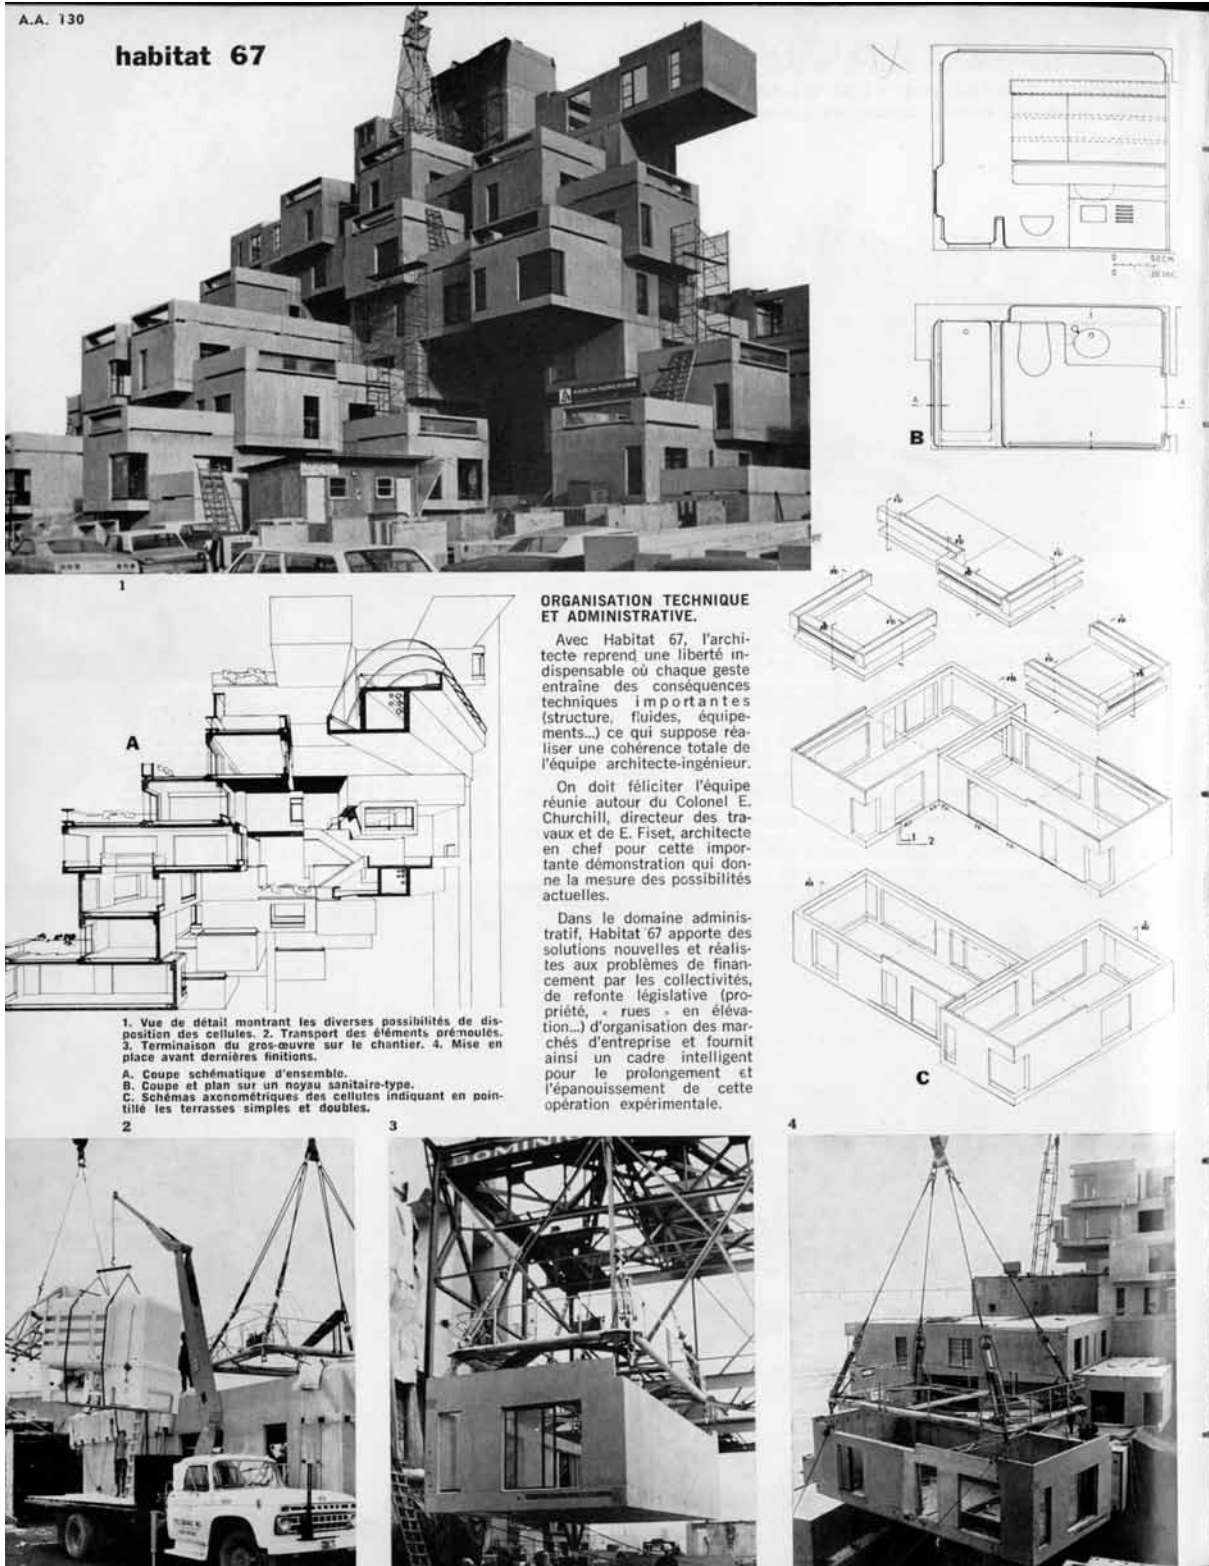 A.A. 130
habitat 67
0 50 CM
0 20 INC.
A
A
B
1
A
ORGANISATION TECHNIQUE
ET ADMINISTRATIVE.
Avec Habitat 67, l'archi-
tecte reprend une liberté in-
dispensable où chaque geste
entraîne des conséquences
techniques importantes
(structure, fluides, équipe-
ments...) ce qui suppose réa-
liser une cohérence totale de
l'équipe architecte-ingénieur.
On doit féliciter l'équipe
réunie autour du Colonel E.
Churchill, directeur des tra-
vaux et de E. Fiset, architecte
en chef pour cette impor-
tante démonstration qui don-
ne la mesure des possibilités
actuelles.
Dans le domaine adminis-
tratif, Habitat 67 apporte des
solutions nouvelles et réalis-
tes aux problèmes de finan-
cement par les collectivités,
de refonte législative (pro-
priété, « rues » en éléva-
tion...) d'organisation des mar-
chés d'entreprise et fournit
ainsi un cadre intelligent
pour le prolongement et
l'épanouissement de cette
opération expérimentale.
1
2
C
1. Vue de détail montrant les diverses possibilités de dis-
position des cellules. 2. Transport des éléments prémoulés.
3. Terminaison du gros-œuvre sur le chantier. 4. Mise en
place avant dernières finitions.
A. Coupe schématique d'ensemble.
B. Coupe et plan sur un noyau sanitaire-type.
C. Schémas axonométriques des cellules indiquant en poin-
tillé les terrasses simples et doubles.
2
3
4
DOMINI